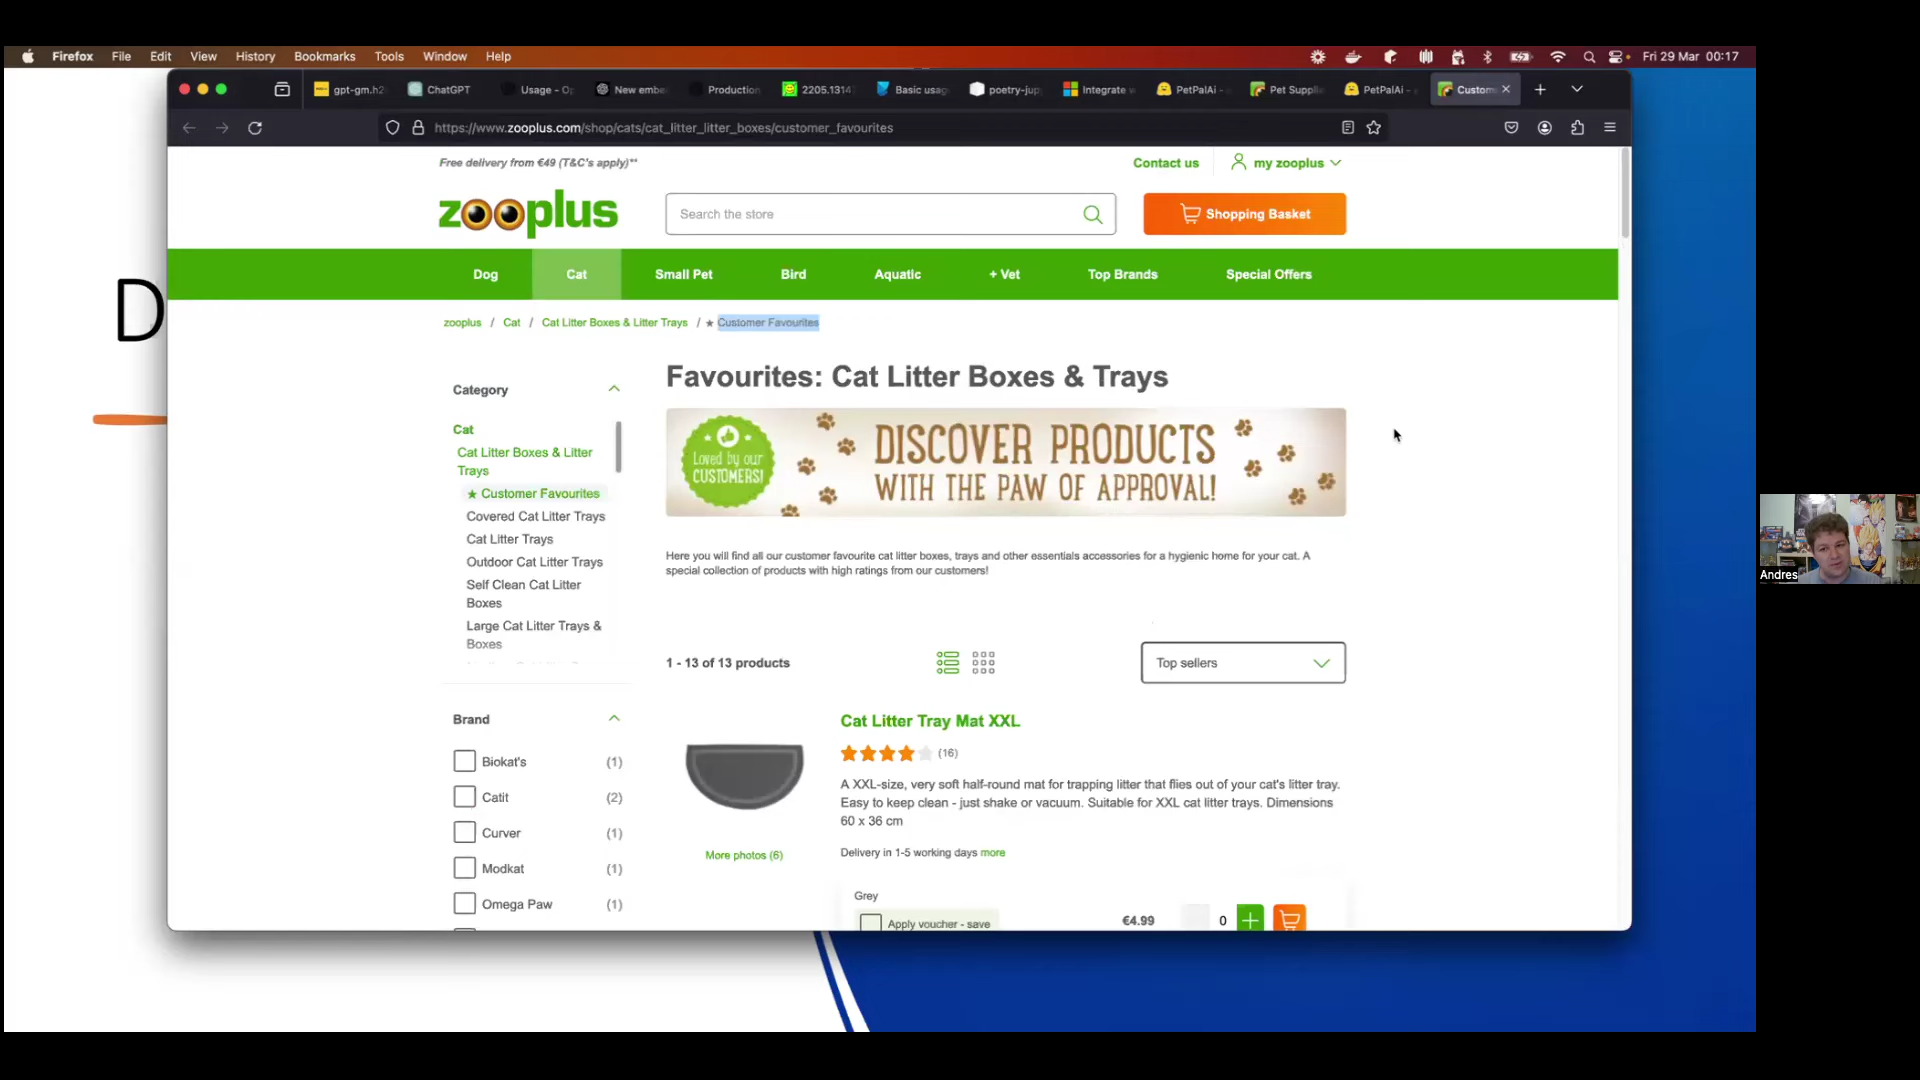 Firefox File Edit View History Bookmarks Tools Window Help Fri 29 Mar 00:17
gpt-gm.h2 ChatGPT Usage - Op New embe Production 2205.1314 Basic usag poetry-jup Integrate PetPalAi - Pet Supplie PetPalAi - Custom
https://www.zooplus.com/shop/cats/cat_litter_litter_boxes/customer_favourites
Free delivery from €49 (T&C's apply)**
Contact us my zooplus
zooplus
Search the store
Shopping Basket
Dog Cat Small Pet Bird Aquatic + Vet Top Brands Special Offers
D
zooplus / Cat / Cat Litter Boxes & Litter Trays / ★ Customer Favourites
Category
Cat
Cat Litter Boxes & Litter
Trays
★ Customer Favourites
Covered Cat Litter Trays
Cat Litter Trays
Outdoor Cat Litter Trays
Self Clean Cat Litter
Boxes
Large Cat Litter Trays &
Boxes
Brand
Biokat's (1)
Catit (2)
Curver (1)
Modkat (1)
Omega Paw (1)
Favourites: Cat Litter Boxes & Trays
Loved by our
CUSTOMERS!
DISCOVER PRODUCTS
WITH THE PAW OF APPROVAL!
Here you will find all our customer favourite cat litter boxes, trays and other essentials accessories for a hygienic home for your cat. A
special collection of products with high ratings from our customers!
1 - 13 of 13 products
Top sellers
Cat Litter Tray Mat XXL
(16)
A XXL-size, very soft half-round mat for trapping litter that flies out of your cat's litter tray.
Easy to keep clean - just shake or vacuum. Suitable for XXL cat litter trays. Dimensions
60 x 36 cm
More photos (6)
Delivery in 1-5 working days more
Grey
Apply voucher - save
€4.99 0 +
Andres